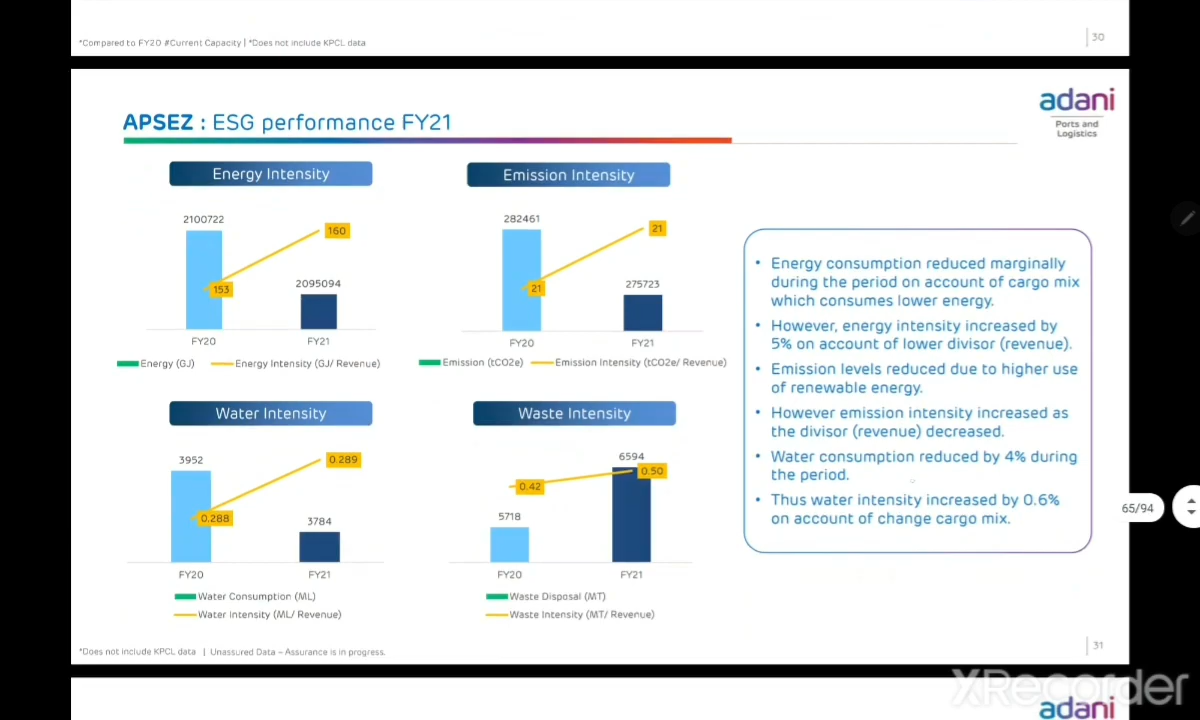 *Compared to FY20 #Current Capacity | *Does not include KPCL data
30
APSEZ : ESG performance FY21
adani
Ports and
Logistics
Energy Intensity
2100722
160
153
2095094
FY20
FY21
Energy (GJ)
Energy Intensity (GJ/ Revenue)
Emission Intensity
282461
21
21
275723
FY20
FY21
Emission (tCO2e)
Emission Intensity (tCO2e/ Revenue)
Water Intensity
3952
0.289
0.288
3784
FY20
FY21
Water Consumption (ML)
Water Intensity (ML/ Revenue)
Waste Intensity
6594
0.50
0.42
5718
FY20
FY21
Waste Disposal (MT)
Waste Intensity (MT/ Revenue)
• Energy consumption reduced marginally
during the period on account of cargo mix
which consumes lower energy.
• However, energy intensity increased by
5% on account of lower divisor (revenue).
• Emission levels reduced due to higher use
of renewable energy.
• However emission intensity increased as
the divisor (revenue) decreased.
• Water consumption reduced by 4% during
the period.
• Thus water intensity increased by 0.6%
on account of change cargo mix.
65/94
*Does not include KPCL data | Unassured Data – Assurance is in progress.
31
XRecorder
adani